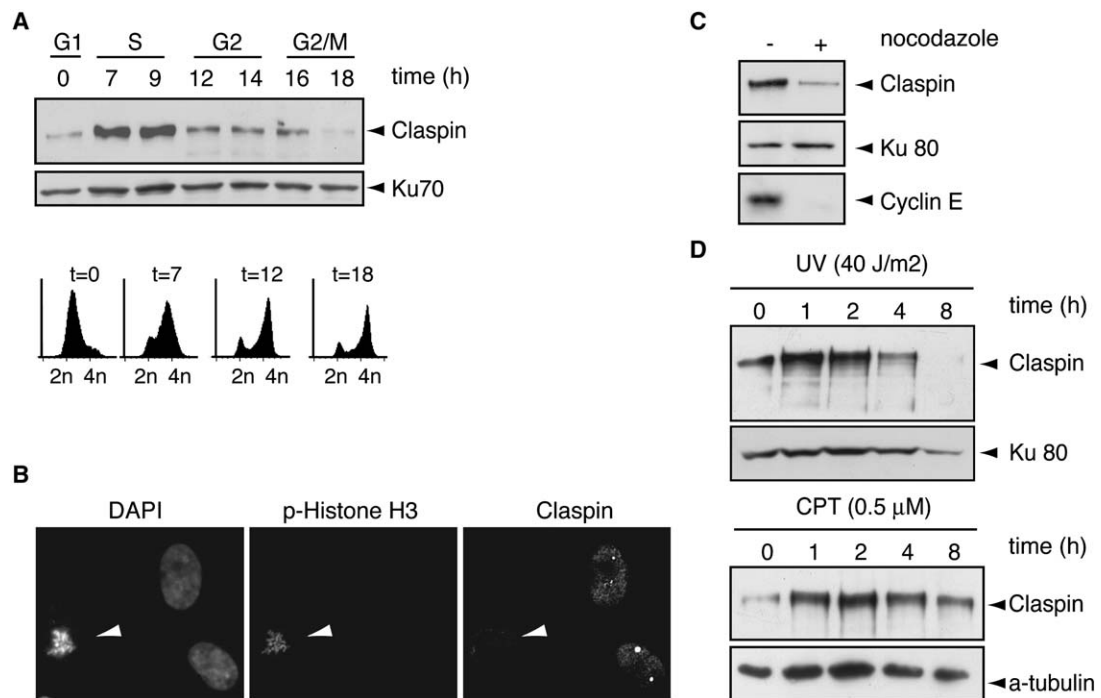 A
G1 S G2 G2/M
0 7 9 12 14 16 18 time (h)
Claspin
Ku70
t=0 t=7 t=12 t=18
2n 4n 2n 4n 2n 4n 2n 4n
B
DAPI p-Histone H3 Claspin
C
- + nocodazole
Claspin
Ku 80
Cyclin E
D
UV (40 J/m2)
0 1 2 4 8 time (h)
Claspin
Ku 80
CPT (0.5 μM)
0 1 2 4 8 time (h)
Claspin
a-tubulin